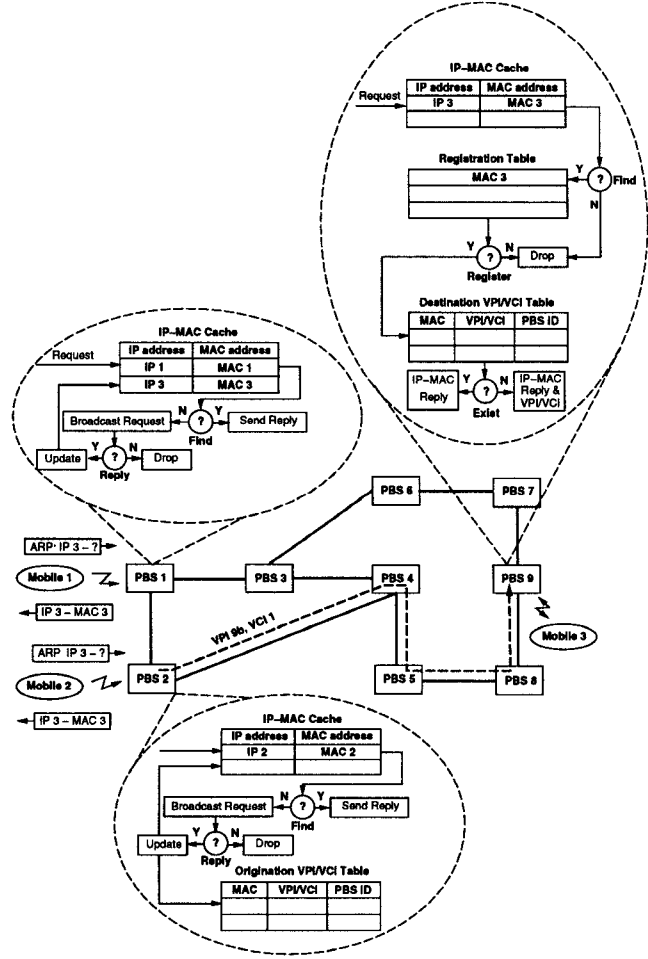 IP–MAC Cache
IP address MAC address
Request
IP 3 MAC 3
Registration Table
MAC 3
Y ? Find
N
Y ? N Drop
Register
Destination VPI/VCI Table
MAC VPI/VCI PBS ID
IP–MAC Reply
Y ? N
Exist
IP–MAC Reply & VPI/VCI
IP–MAC Cache
IP address MAC address
Request
IP 1 MAC 1
IP 3 MAC 3
Broadcast Request N ? Y Send Reply
Find
Update Y ? N Drop
Reply
PBS 6 PBS 7
ARP· IP 3 – ?
Mobile 1 PBS 1 PBS 3 PBS 4 PBS 9
IP 3 – MAC 3
VPI 9b, VCI 1
Mobile 3
ARP IP 3 – ?
Mobile 2 PBS 2 PBS 5 PBS 8
IP 3 – MAC 3
IP–MAC Cache
IP address MAC address
IP 2 MAC 2
Broadcast Request N ? Y Send Reply
Find
Update Y ? N Drop
Reply
Origination VPI/VCI Table
MAC VPI/VCI PBS ID